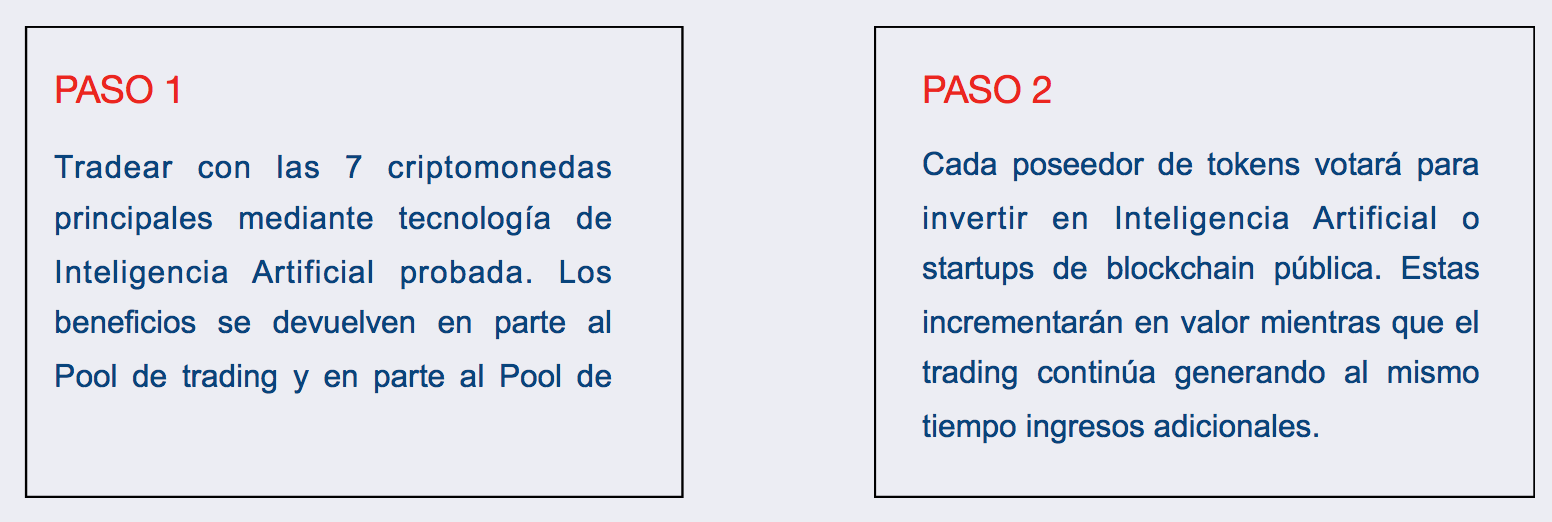 PASO 1
Tradear con las 7 criptomonedas
principales mediante tecnología de
Inteligencia Artificial probada. Los
beneficios se devuelven en parte al
Pool de trading y en parte al Pool de
PASO 2
Cada poseedor de tokens votará para
invertir en Inteligencia Artificial o
startups de blockchain pública. Estas
incrementarán en valor mientras que el
trading continúa generando al mismo
tiempo ingresos adicionales.